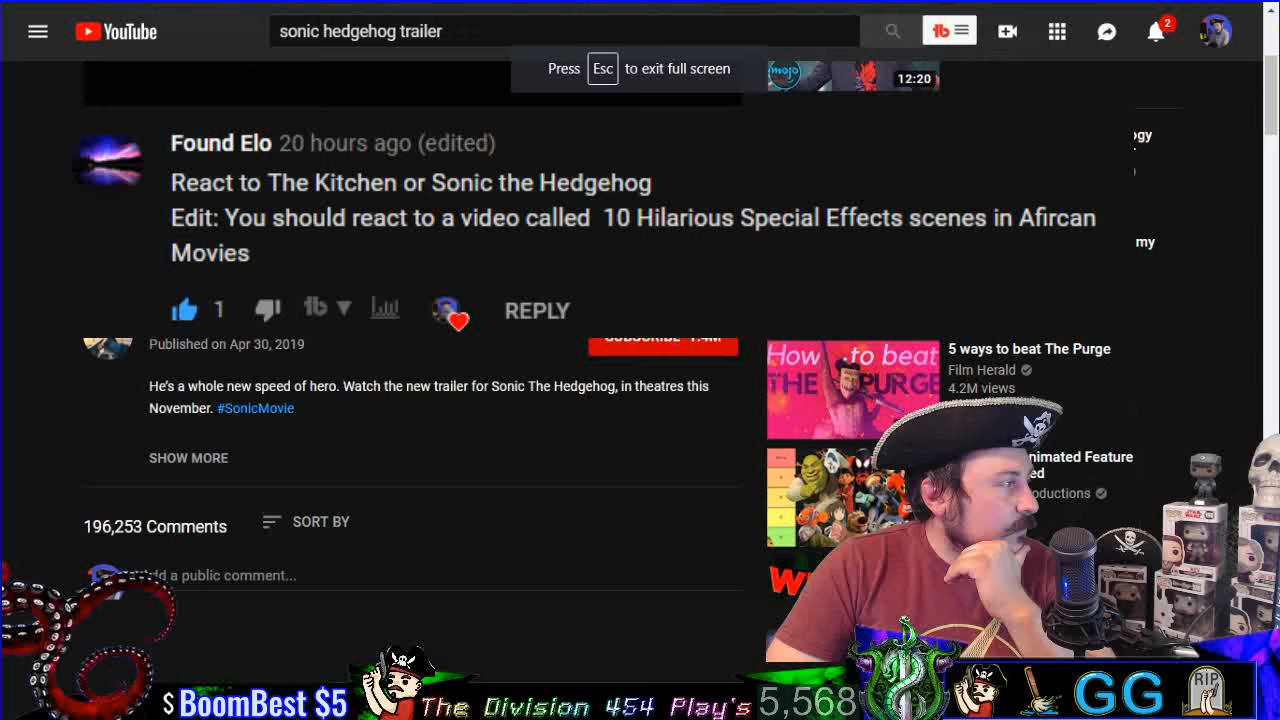 YouTube
sonic hedgehog trailer
2
Press Esc to exit full screen
mojo
12:20
Found Elo 20 hours ago (edited)
React to The Kitchen or Sonic the Hedgehog
Edit: You should react to a video called 10 Hilarious Special Effects scenes in Afircan
Movies
my
1
REPLY
Published on Apr 30, 2019
He's a whole new speed of hero. Watch the new trailer for Sonic The Hedgehog, in theatres this
November. #SonicMovie
SHOW MORE
196,253 Comments
SORT BY
dd a public comment...
How to beat
THE PURGE
5 ways to beat The Purge
Film Herald
4.2M views
nimated Feature
ed
oductions
$ BoomBest $5
The Division 454 Play's
5,568
GG
RIP